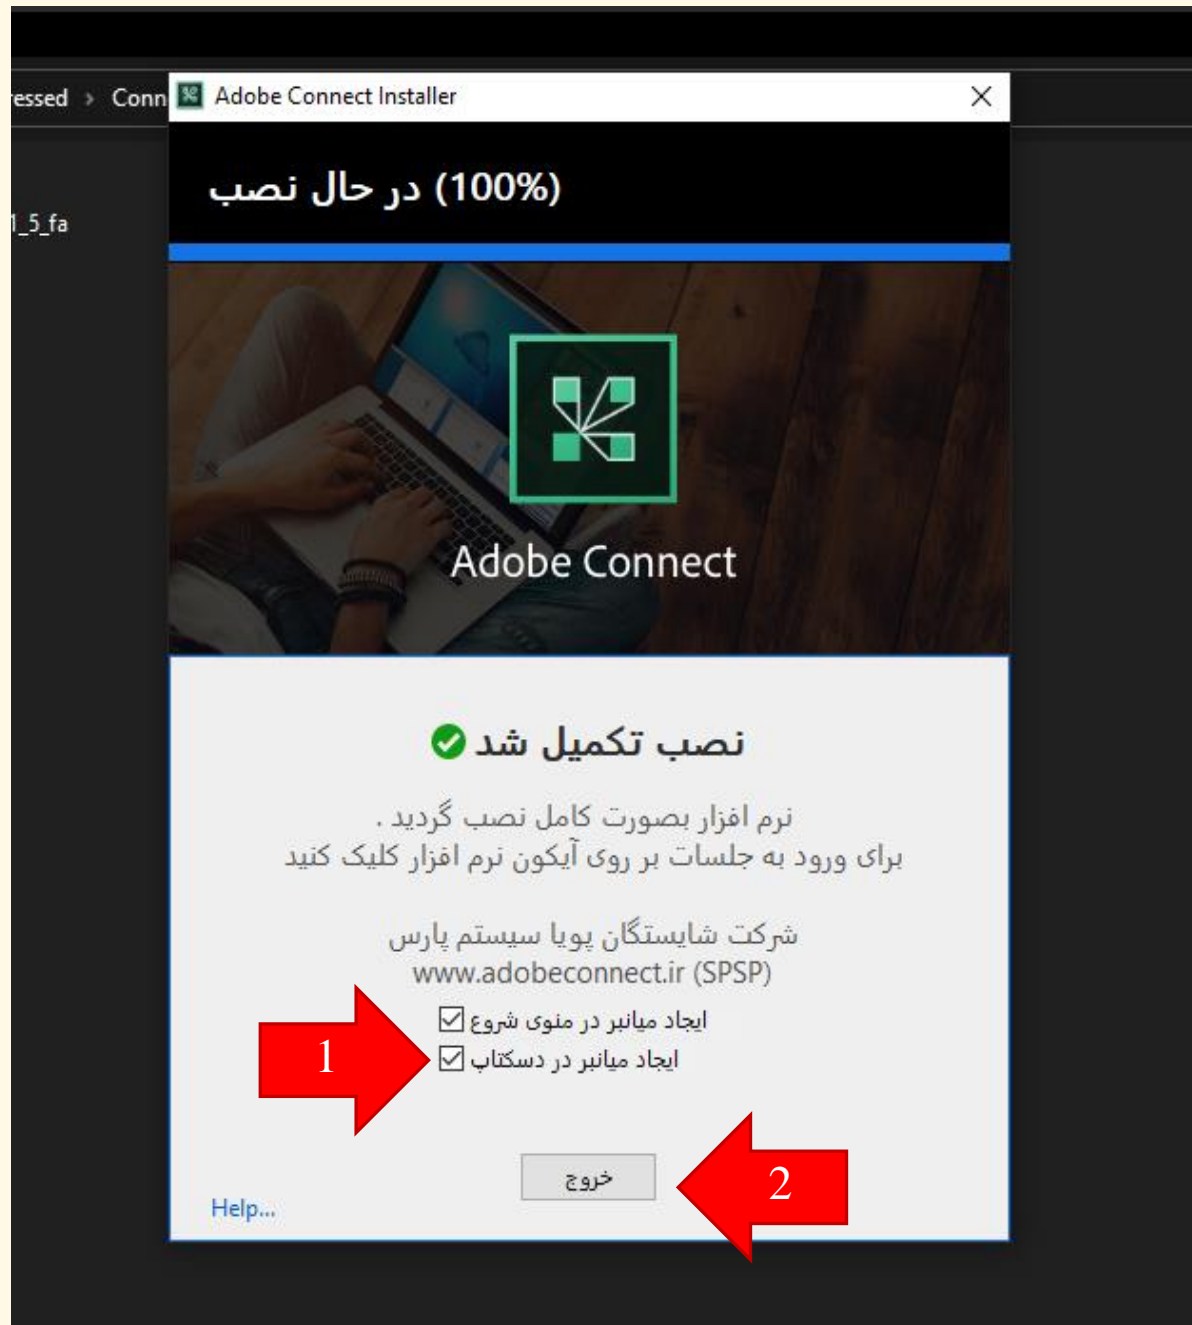 ressed > Conn
Adobe Connect Installer
(100%) در حال نصب
1_5_fa
Adobe Connect
نصب تکمیل شد
نرم افزار بصورت کامل نصب گردید .
برای ورود به جلسات بر روی آیکون نرم افزار کلیک کنید
شرکت شایستگان پویا سیستم پارس
www.adobeconnect.ir (SPSP)
ایجاد میانبر در منوی شروع
1
ایجاد میانبر در دسکتاپ
خروج
2
Help...